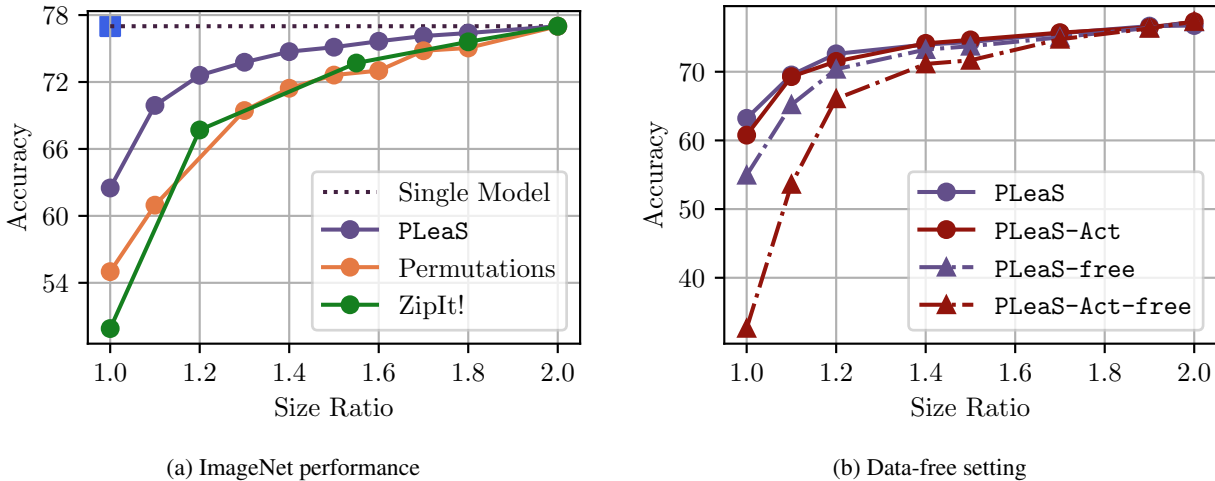 78
72
66
60
54
Accuracy
1.0 1.2 1.4 1.6 1.8 2.0
Size Ratio
Single Model
PLeaS
Permutations
ZipIt!
(a) ImageNet performance
70
60
50
40
Accuracy
1.0 1.2 1.4 1.6 1.8 2.0
Size Ratio
PLeaS
PLeaS-Act
PLeaS-free
PLeaS-Act-free
(b) Data-free setting